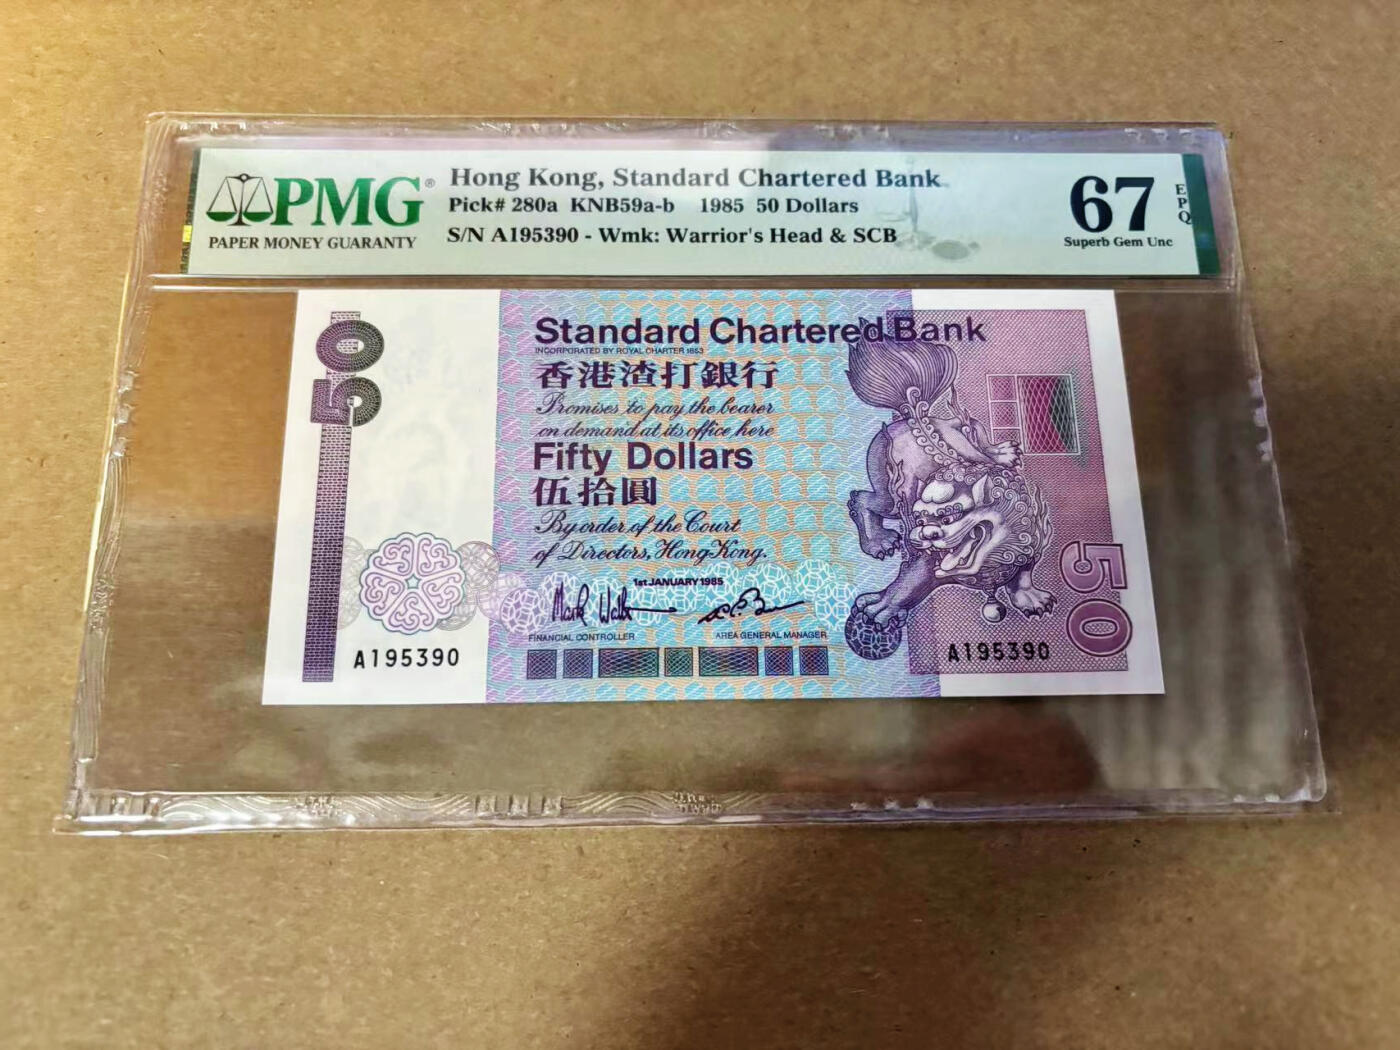 PMG®
PAPER MONEY GUARANTY
Hong Kong, Standard Chartered Bank
Pick# 280a KNB59a-b 1985 50 Dollars
S/N A195390 - Wmk: Warrior's Head & SCB
67
EPQ
Superb Gem Unc
50
Standard Chartered Bank
INCORPORATED BY ROYAL CHARTER 1853
香港渣打銀行
Promises to pay the bearer
on demand at its office here
Fifty Dollars
伍拾圓
By order of the Court
of Directors, Hong Kong.
1st JANUARY 1985
FINANCIAL CONTROLLER
AREA GENERAL MANAGER
A195390
A195390
50